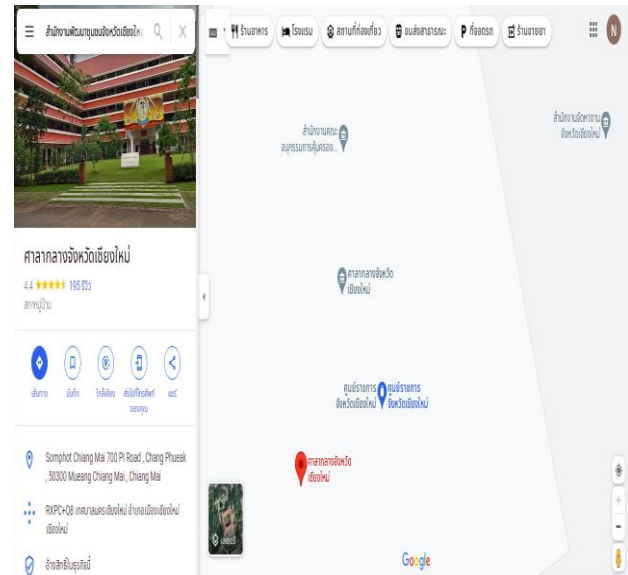 สำนักงานพัฒนาชุมชนจังหวัดเชียงให
ร้านอาหาร
โรงแรม
สถานที่ท่องเที่ยว
ขนส่งสาธารณะ
P ที่จอดรถ
ร้านขายยา
N
สำนักงานคณะ
อนุกรรมการคุ้มครอง...
สำนักงานจัดหางาน
จังหวัดเชียงใหม่
ศาลากลางจังหวัดเชียงใหม่
4.4 195 รีวิว
สภาหมู่บ้าน
เส้นทาง
บันทึก
ใกล้เคียง
ส่งไปที่โทรศัพท์
ของคุณ
แชร์
Somphot Chiang Mai 700 Pi Road , Chang Phueak
, 50300 Mueang Chiang Mai , Chiang Mai
RXPC+Q8 เทศบาลนครเชียงใหม่ อำเภอเมืองเชียงใหม่
เชียงใหม่
อ้างสิทธิ์ในธุรกิจนี้
ศาลากลางจังหวัด
เชียงใหม่
ศูนย์ราชการ
จังหวัดเชียงใหม่
ศูนย์ราชการ
จังหวัดเชียงใหม่
ศาลากลางจังหวัด
เชียงใหม่
เลเยอร์
Google